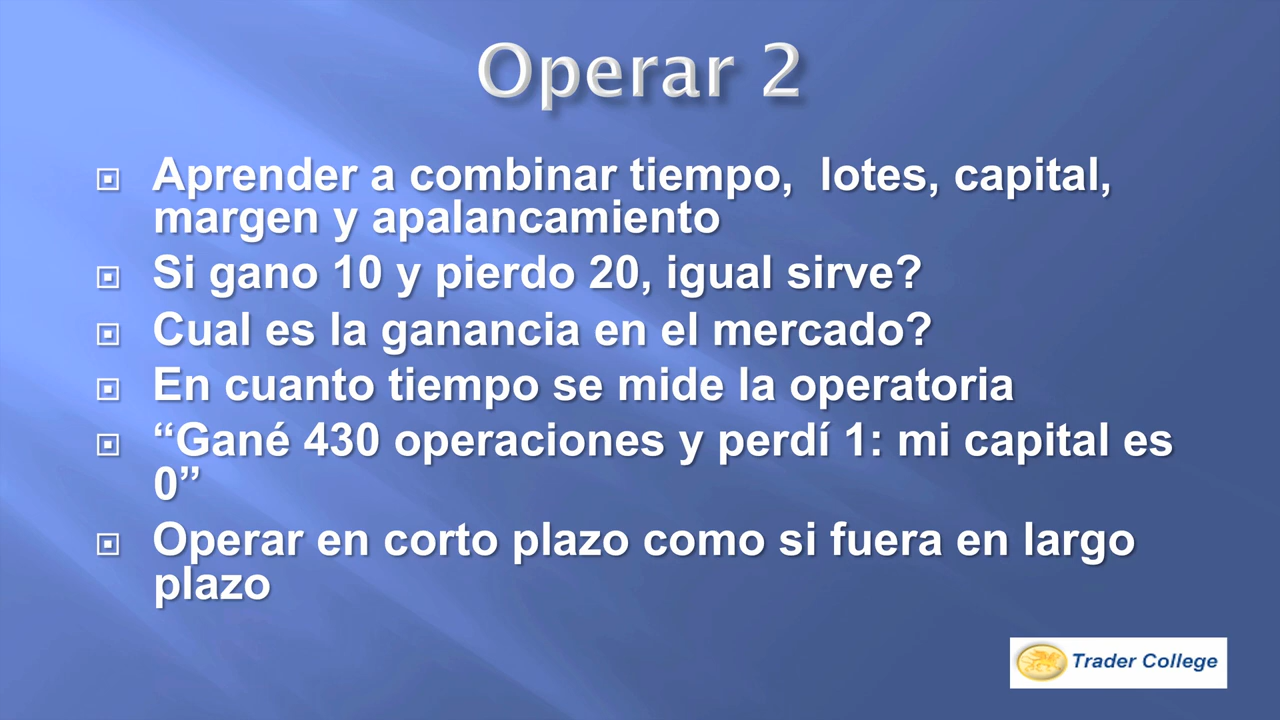 Operar 2
Aprender a combinar tiempo,  lotes, capital,
margen y apalancamiento
Si gano 10 y pierdo 20, igual sirve?
Cual es la ganancia en el mercado?
En cuanto tiempo se mide la operatoria
“Gané 430 operaciones y perdí 1: mi capital es
0”
Operar en corto plazo como si fuera en largo
plazo
Trader College